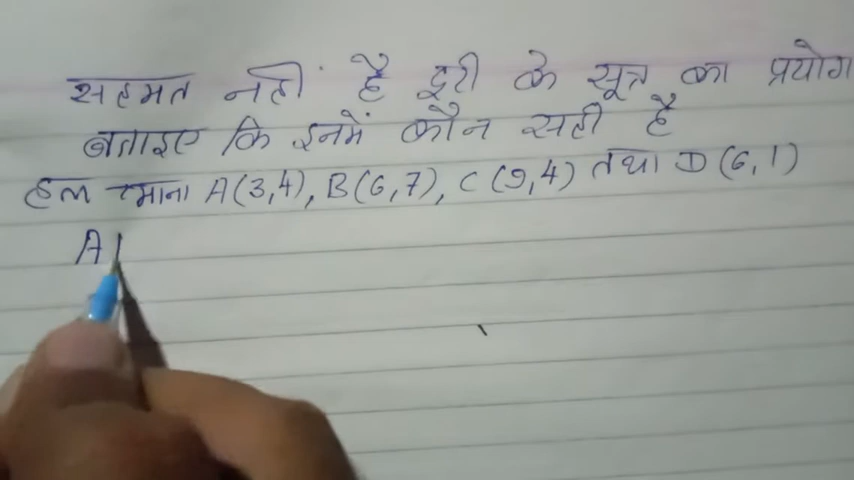 सहमत नहीं है दूरी के सूत्र का प्रयोग
बताइए कि इनमें कौन सही है
हल माना A(3,4), B(6,7), C(9,4) तथा D(6,1)
A